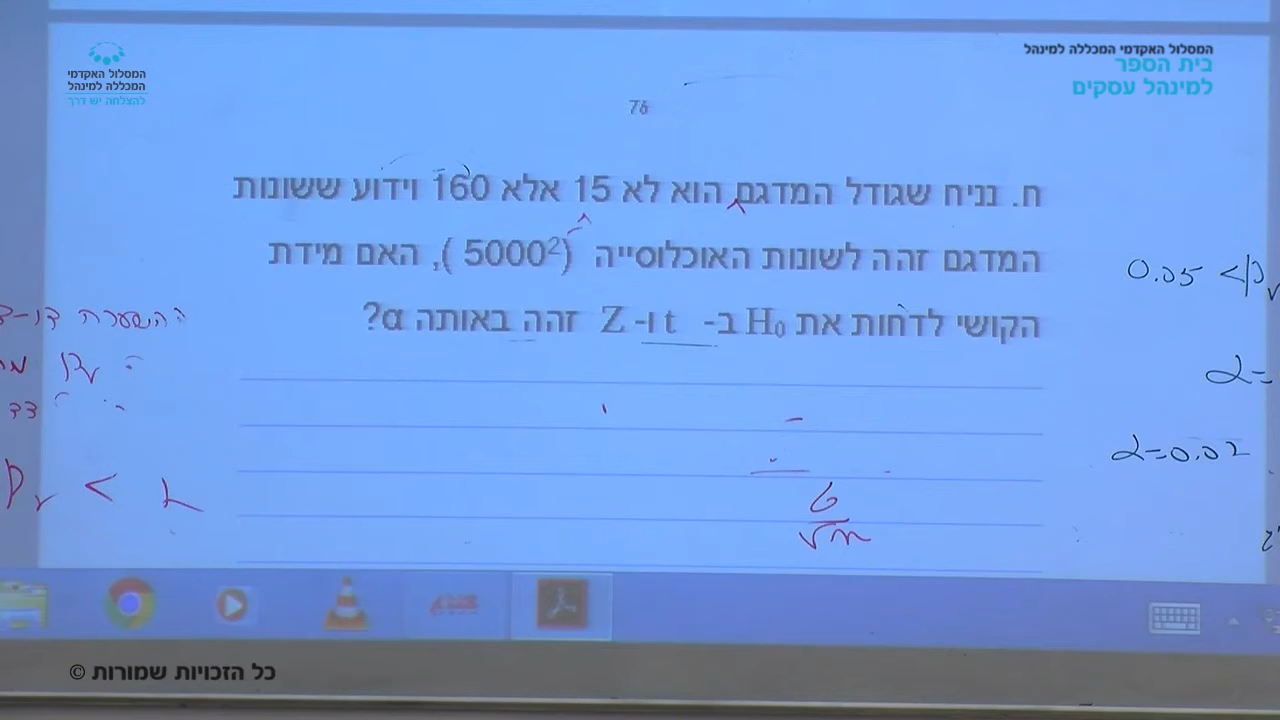 המסלול האקדמי המכללה למינהל
בית הספר
למינהל עסקים
המסלול האקדמי
המכללה למינהל
להצלחה יש דרך
76
ח. נניח שגודל המדגם הוא לא 15 אלא 160 וידוע ששונות
המדגם זהה לשונות האוכלוסייה (5000²), האם מידת
הקושי לדחות את H₀ ב- t ו- Z זהה באותה α?
0.05 <Pv
α=
α=0.02
Pv < α
σ
√n
כל הזכויות שמורות ©